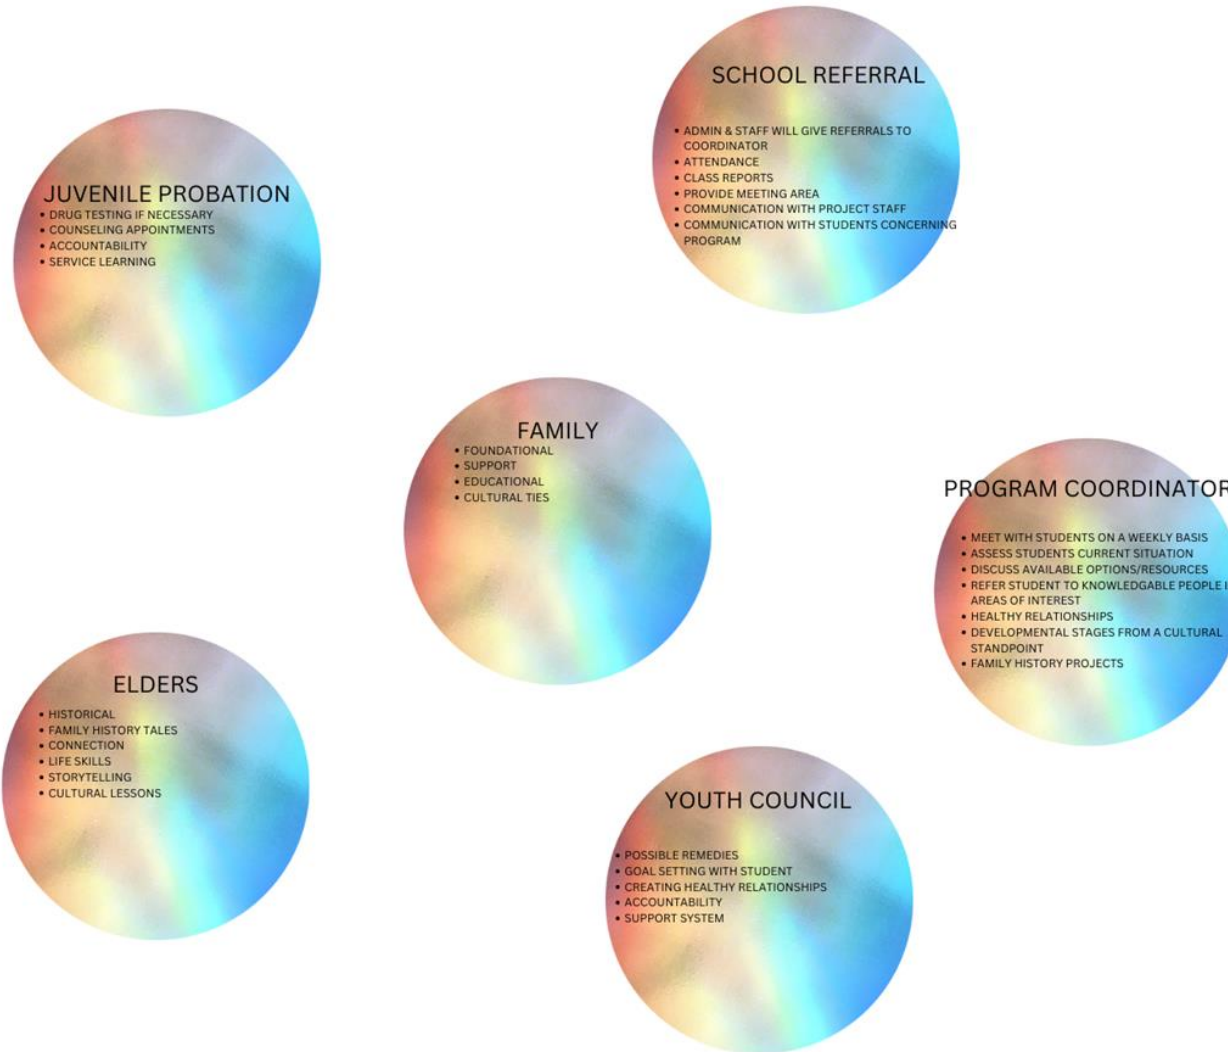 SCHOOL REFERRAL
• ADMIN & STAFF WILL GIVE REFERRALS TO
COORDINATOR
• ATTENDANCE
• CLASS REPORTS
• PROVIDE MEETING AREA
• COMMUNICATION WITH PROJECT STAFF
• COMMUNICATION WITH STUDENTS CONCERNING
PROGRAM
JUVENILE PROBATION
• DRUG TESTING IF NECESSARY
• COUNSELING APPOINTMENTS
• ACCOUNTABILITY
• SERVICE LEARNING
FAMILY
• FOUNDATIONAL
• SUPPORT
• EDUCATIONAL
• CULTURAL TIES
PROGRAM COORDINATOR
• MEET WITH STUDENTS ON A WEEKLY BASIS
• ASSESS STUDENTS CURRENT SITUATION
• DISCUSS AVAILABLE OPTIONS/RESOURCES
• REFER STUDENT TO KNOWLEDGABLE PEOPLE
AREAS OF INTEREST
• HEALTHY RELATIONSHIPS
• DEVELOPMENTAL STAGES FROM A CULTURAL
STANDPOINT
• FAMILY HISTORY PROJECTS
ELDERS
• HISTORICAL
• FAMILY HISTORY TALES
• CONNECTION
• LIFE SKILLS
• STORYTELLING
• CULTURAL LESSONS
YOUTH COUNCIL
• POSSIBLE REMEDIES
• GOAL SETTING WITH STUDENT
• CREATING HEALTHY RELATIONSHIPS
• ACCOUNTABILITY
• SUPPORT SYSTEM